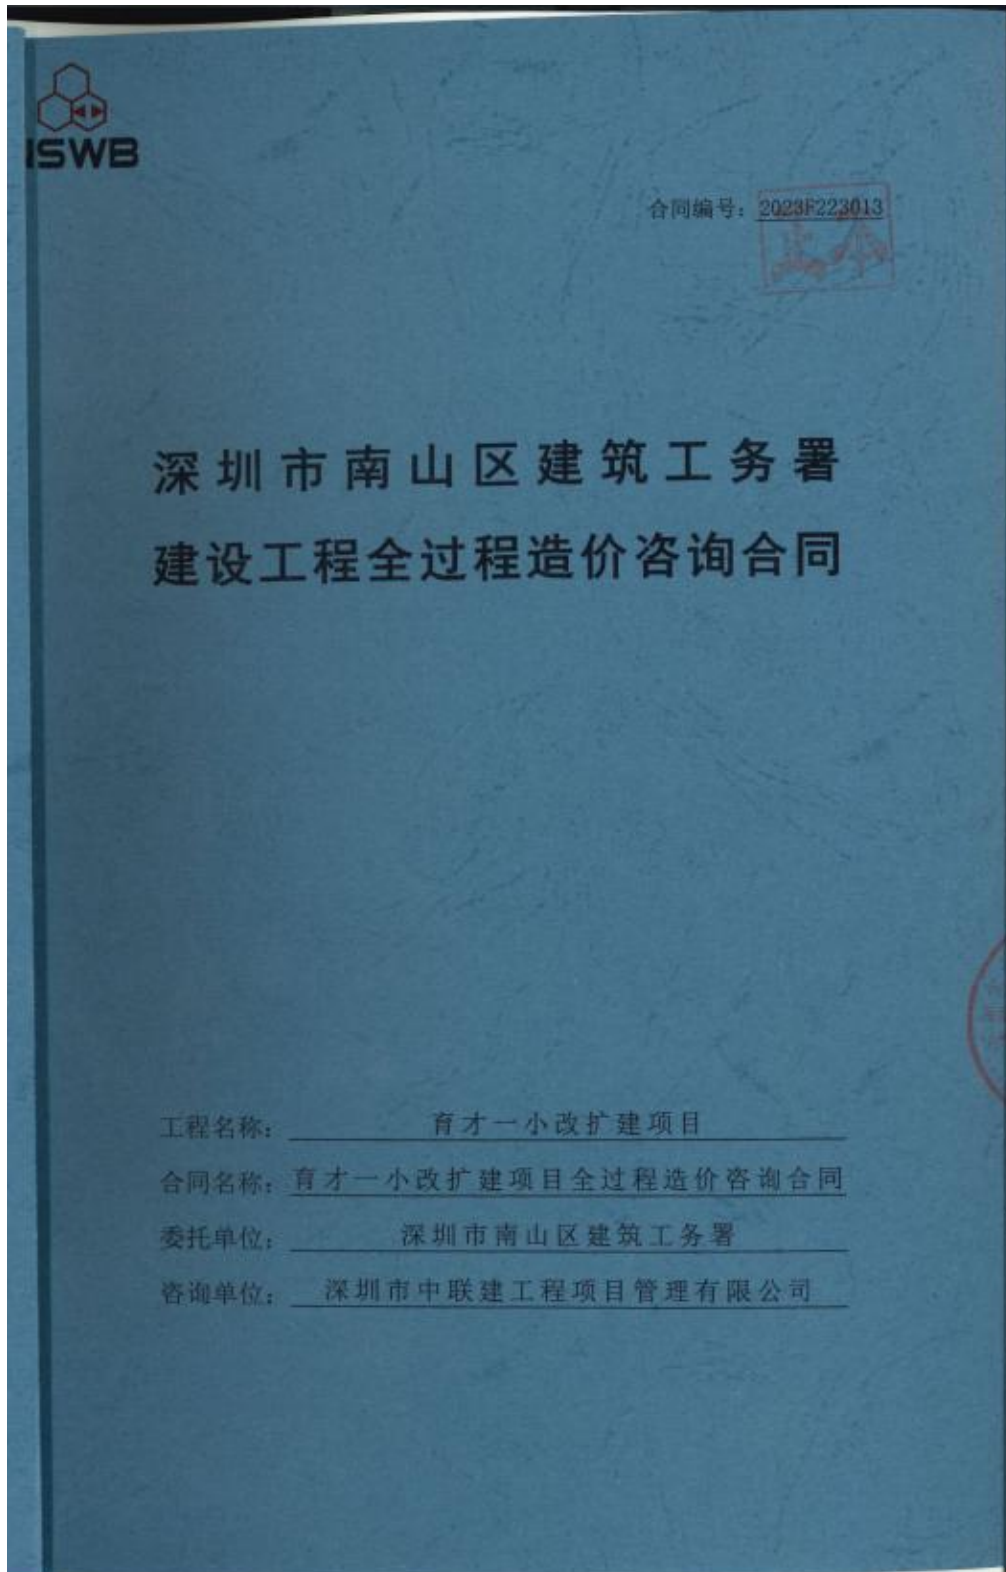 NSWB
合同编号：2023F223013
正本
深圳市南山区建筑工务署
建设工程全过程造价咨询合同
工程名称：育才一小改扩建项目
合同名称：育才一小改扩建项目全过程造价咨询合同
委托单位：深圳市南山区建筑工务署
咨询单位：深圳市中联建工程项目管理有限公司